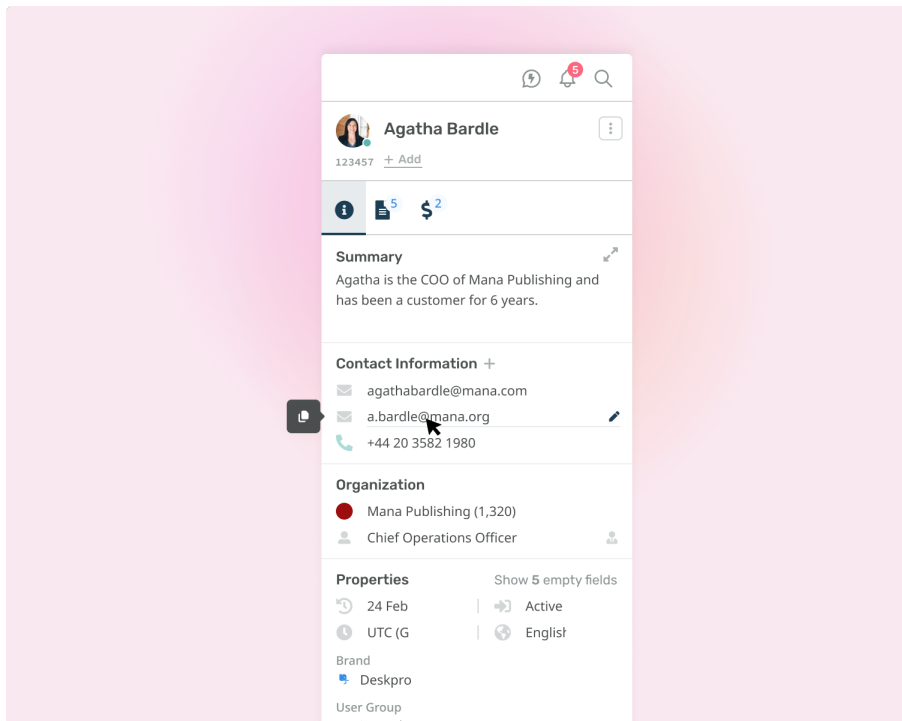 5
Agatha Bardle
123457 + Add
5 2
Summary
Agatha is the COO of Mana Publishing and
has been a customer for 6 years.
Contact Information +
agathabardle@mana.com
a.bardle@mana.org
+44 20 3582 1980
Organization
Mana Publishing (1,320)
Chief Operations Officer
Properties Show 5 empty fields
24 Feb Active
UTC (G English
Brand
Deskpro
User Group